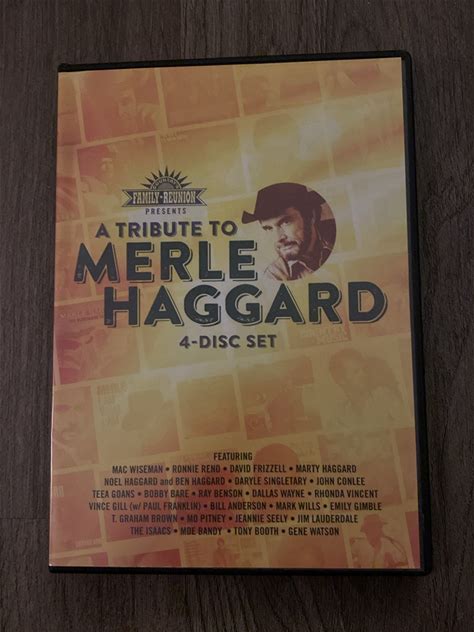 COUNTRY'S
FAMILY REUNION
PRESENTS
A TRIBUTE TO
MERLE
HAGGARD
4-DISC SET
FEATURING
MAC WISEMAN • RONNIE RENO • DAVID FRIZZELL • MARTY HAGGARD
NOEL HAGGARD and BEN HAGGARD • DARYLE SINGLETARY • JOHN CONLEE
TEEA GOANS • BOBBY BARE • RAY BENSON • DALLAS WAYNE • RHONDA VINCENT
VINCE GILL (w/ PAUL FRANKLIN) • BILL ANDERSON • MARK WILLS • EMILY GIMBLE
T. GRAHAM BROWN • MO PITNEY • JEANNIE SEELY • JIM LAUDERDALE
THE ISAACS • MOE BANDY • TONY BOOTH • GENE WATSON